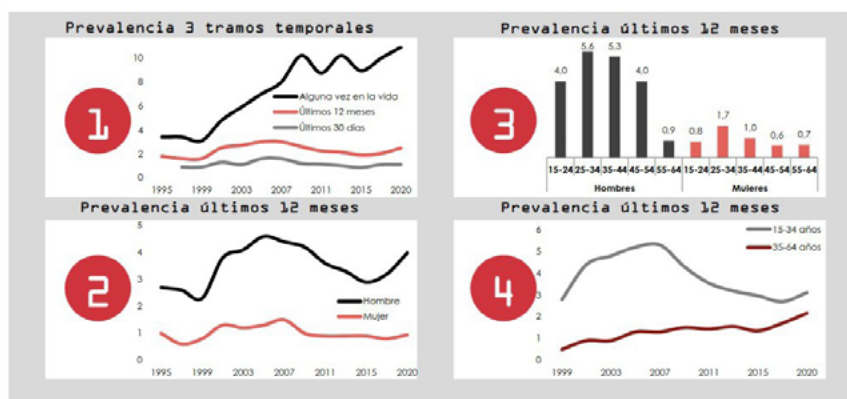 Prevalencia 3 tramos temporales
10
8
6
4
2
0
Alguna vez en la vida
Últimos 12 meses
Últimos 30 días
1995 1999 2003 2007 2011 2015 2020
1
Prevalencia últimos 12 meses
4,0 5,6 5,3 4,0 0,9 0,8 1,7 1,0 0,6 0,7
15-24 25-34 35-44 45-54 55-64 15-24 25-34 35-44 45-54 55-64
Hombres Muleres
3
Prevalencia últimos 12 meses
5
4
3
2
1
0
Hombre
Mujer
1995 1999 2003 2007 2011 2015 2020
2
Prevalencia últimos 12 meses
6
5
4
3
2
1
0
15-34 años
35-64 años
1999 2003 2007 2011 2015 2020
4